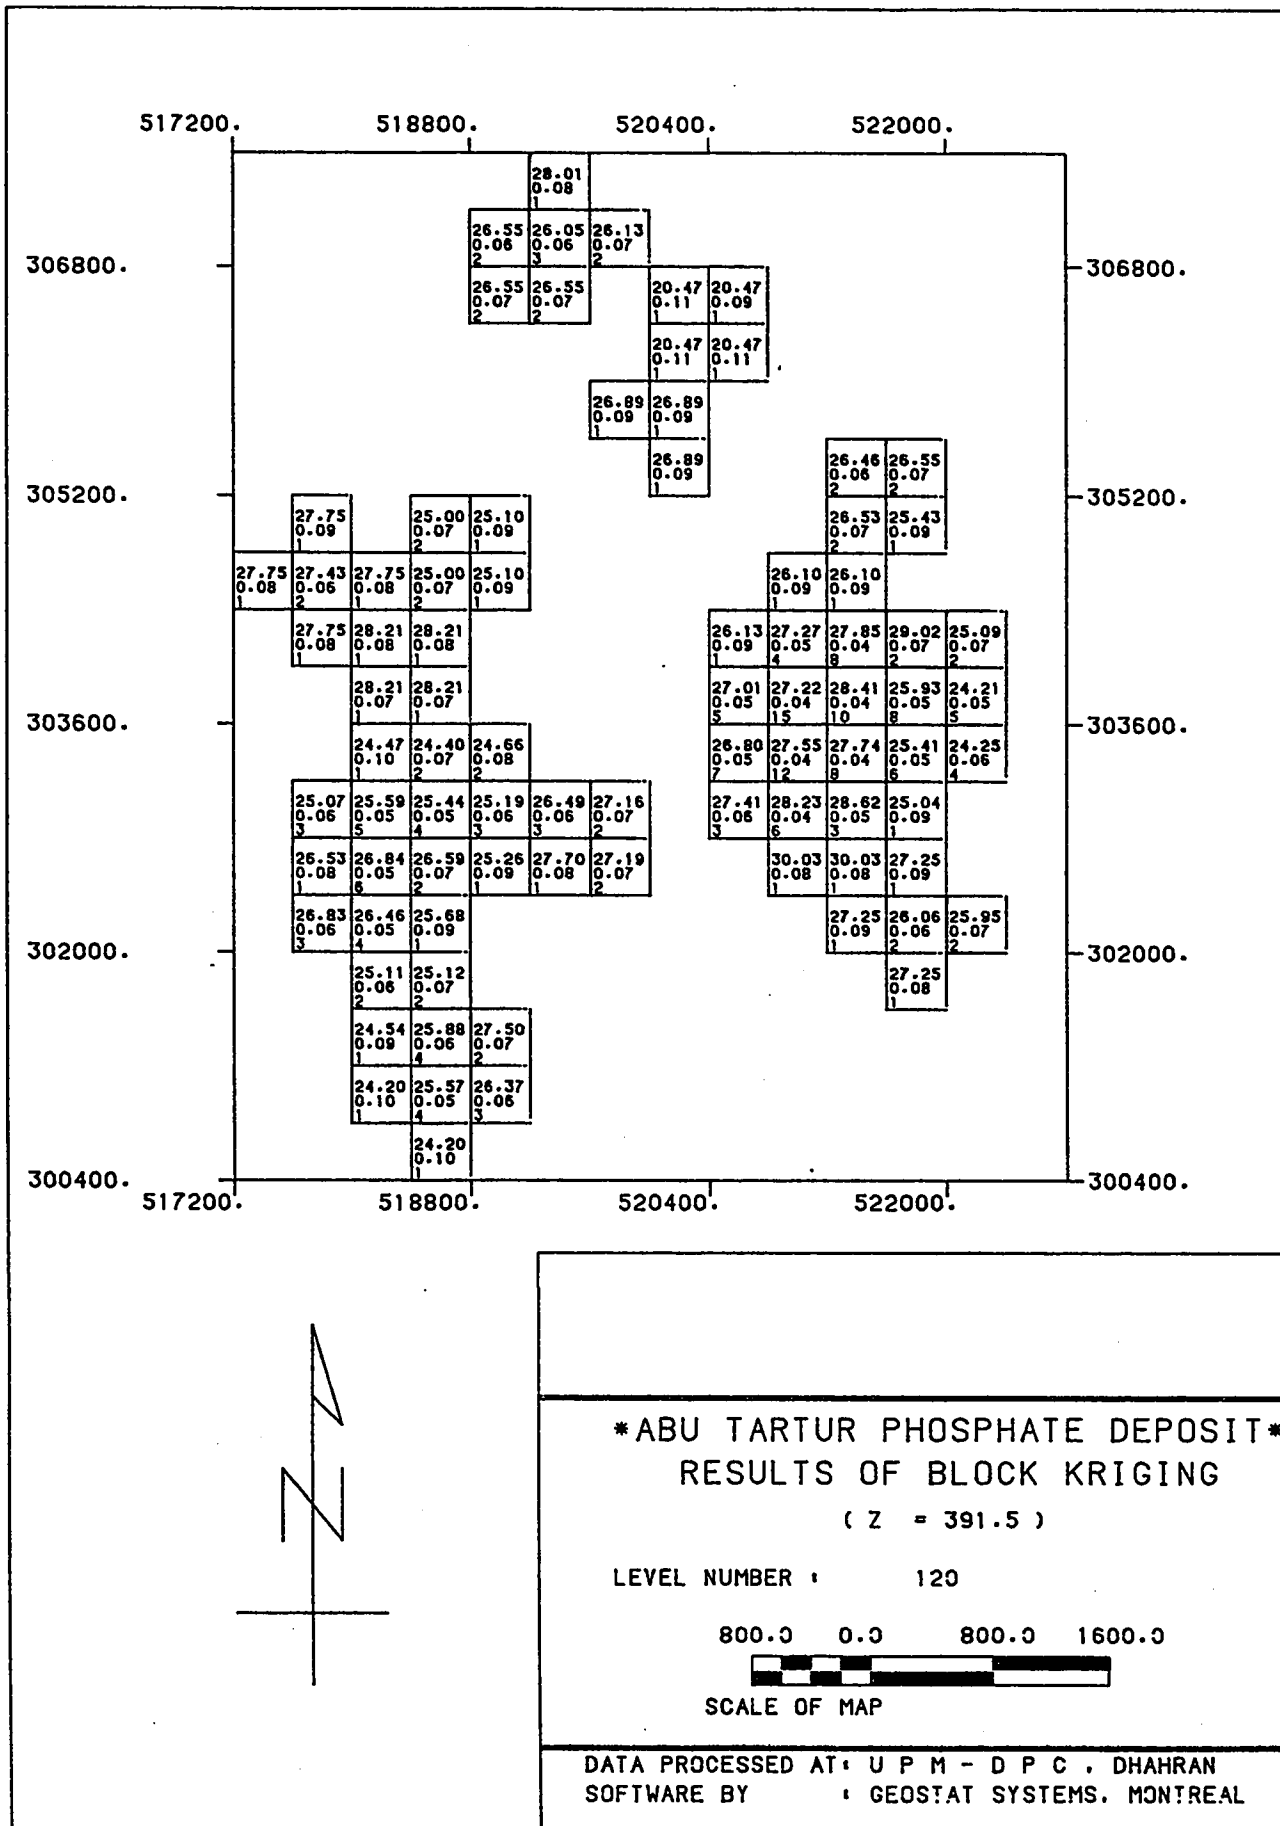 517200. 518800. 520400. 522000.
28.01
0.08
1
26.55 26.05 26.13
0.06 0.06 0.07
2 3 2
306800. 306800.
26.55 26.55 20.47 20.47
0.07 0.07 0.11 0.09
2 2 1 1
20.47 20.47
0.11 0.11
1 1
26.89 26.89
0.09 0.09
1 1
26.89 26.46 26.55
0.09 0.06 0.07
1 2 2
305200. 305200.
27.75 25.00 25.10 26.53 25.43
0.09 0.07 0.09 0.07 0.09
1 2 1 2 1
27.75 27.43 27.75 25.00 25.10 26.10 26.10
0.08 0.06 0.08 0.07 0.09 0.09 0.09
1 2 1 2 1 1 1
27.75 28.21 28.21 26.13 27.27 27.85 29.02 25.09
0.08 0.08 0.08 0.09 0.05 0.04 0.07 0.07
1 1 1 1 4 8 2 2
28.21 28.21 27.01 27.22 28.41 25.93 24.21
0.07 0.07 0.05 0.04 0.04 0.05 0.05
1 1 5 15 10 8 5
303600. 303600.
24.47 24.40 24.66 26.80 27.55 27.74 25.41 24.25
0.10 0.07 0.08 0.05 0.04 0.04 0.05 0.06
1 2 2 7 12 8 6 4
25.07 25.59 25.44 25.19 26.49 27.16 27.41 28.23 28.62 25.04
0.06 0.05 0.05 0.06 0.06 0.07 0.06 0.04 0.05 0.09
3 5 4 3 3 2 3 6 3 1
26.53 26.84 26.59 25.26 27.70 27.19 30.03 30.03 27.25
0.08 0.05 0.07 0.09 0.08 0.07 0.08 0.08 0.09
1 6 2 1 1 2 1 1 1
26.83 26.46 25.68 27.25 26.06 25.95
0.06 0.05 0.09 0.09 0.06 0.07
3 4 1 1 2 2
302000. 302000.
25.11 25.12 27.25
0.06 0.07 0.08
2 2 1
24.54 25.88 27.50
0.09 0.06 0.07
1 4 2
24.20 25.57 26.37
0.10 0.05 0.06
1 4 3
24.20
0.10
1
300400. 300400.
517200. 518800. 520400. 522000.
N
*ABU TARTUR PHOSPHATE DEPOSIT*
RESULTS OF BLOCK KRIGING
( Z = 391.5 )
LEVEL NUMBER : 120
800.0 0.0 800.0 1600.0
SCALE OF MAP
DATA PROCESSED AT: U P M - D P C , DHAHRAN
SOFTWARE BY : GEOSTAT SYSTEMS, MONTREAL